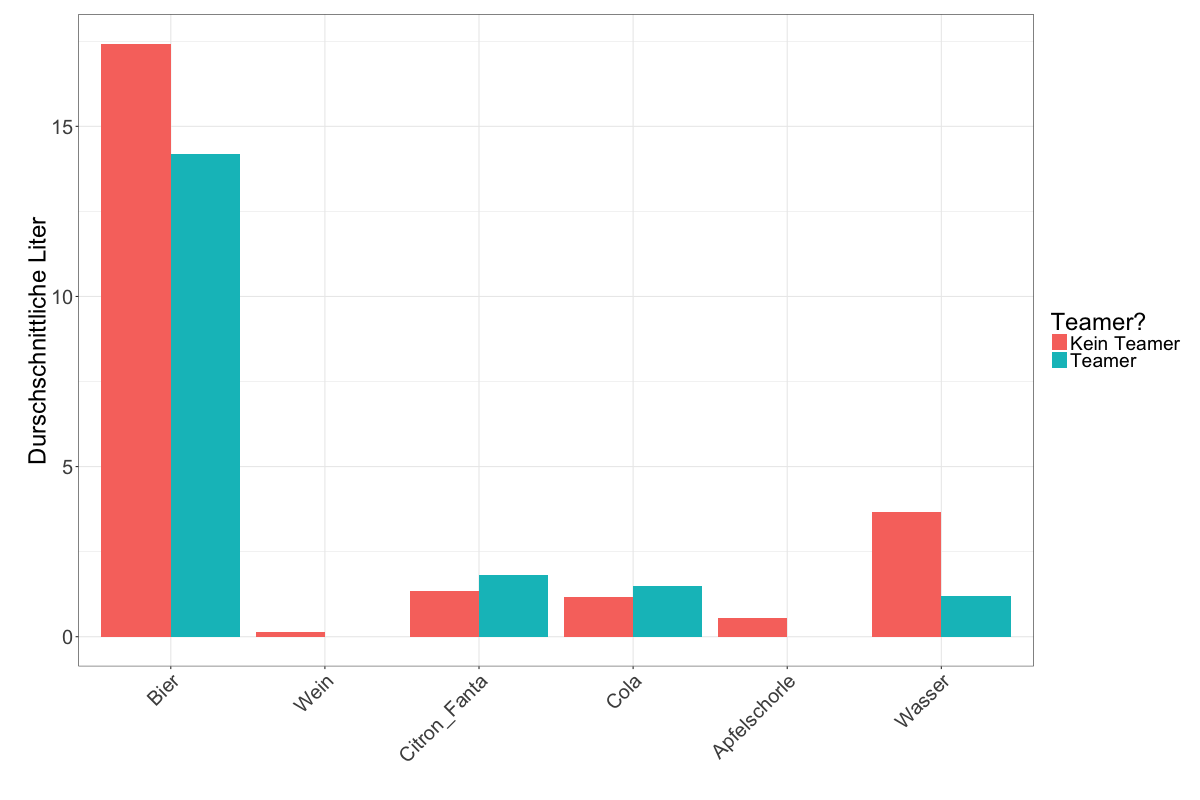 Durschschnittliche Liter
15
10
5
0
Bier
Wein
Citron_Fanta
Cola
Apfelschorle
Wasser
Teamer?
Kein Teamer
Teamer